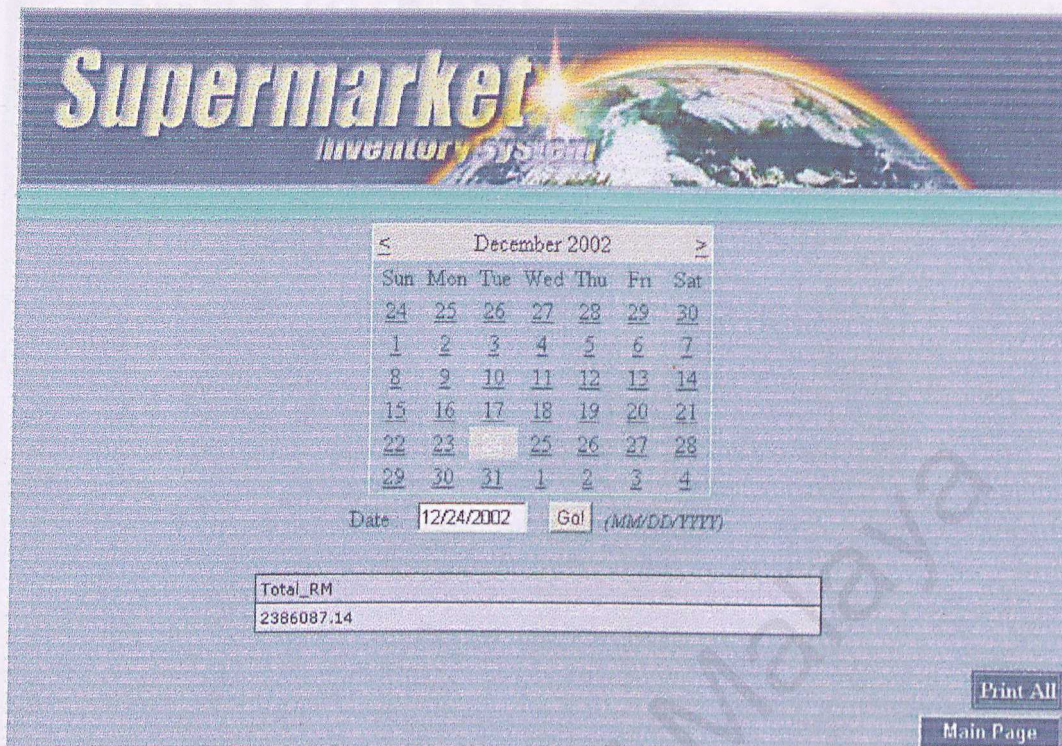 Supermarket
Inventory System
< December 2002 >
Sun Mon Tue Wed Thu Fri Sat
24 25 26 27 28 29 30
1 2 3 4 5 6 7
8 9 10 11 12 13 14
15 16 17 18 19 20 21
22 23 25 26 27 28
29 30 31 1 2 3 4
Date 12/24/2002 Go! (MM/DD/YYYY)
Total_RM
2386087.14
Print All
Main Page
Malaya